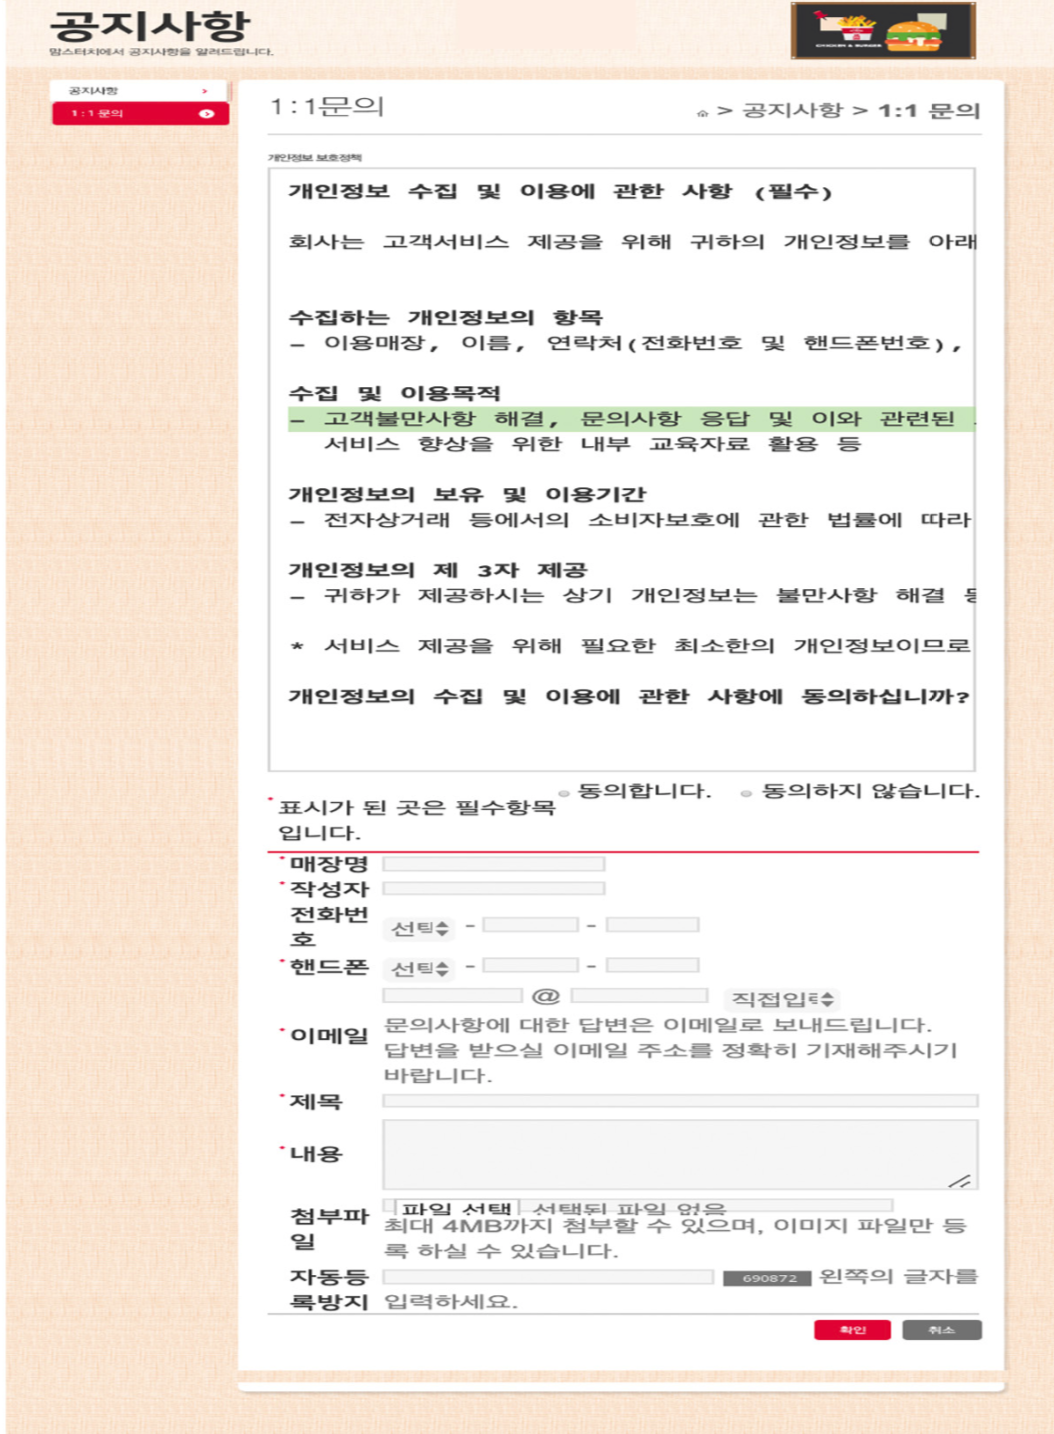 공지사항
맘스터치에서 공지사항을 알려드립니다.
CHICKEN & BURGER
공지사항
1:1문의
1:1문의
> 공지사항 > 1:1 문의
개인정보 보호정책
개인정보 수집 및 이용에 관한 사항 (필수)
회사는 고객서비스 제공을 위해 귀하의 개인정보를 아래
수집하는 개인정보의 항목
– 이용매장, 이름, 연락처(전화번호 및 핸드폰번호),
수집 및 이용목적
– 고객불만사항 해결, 문의사항 응답 및 이와 관련된
서비스 향상을 위한 내부 교육자료 활용 등
개인정보의 보유 및 이용기간
– 전자상거래 등에서의 소비자보호에 관한 법률에 따라
개인정보의 제 3자 제공
– 귀하가 제공하시는 상기 개인정보는 불만사항 해결
* 서비스 제공을 위해 필요한 최소한의 개인정보이므로
개인정보의 수집 및 이용에 관한 사항에 동의하십니까?
동의합니다. 동의하지 않습니다.
* 표시가 된 곳은 필수항목
입니다.
* 매장명
* 작성자
전화번
호
선택 - -
* 핸드폰 선택 - -
@ 직접입력
* 이메일
문의사항에 대한 답변은 이메일로 보내드립니다.
답변을 받으실 이메일 주소를 정확히 기재해주시기
바랍니다.
* 제목
* 내용
첨부파
일
파일 선택 선택된 파일 없음
최대 4MB까지 첨부할 수 있으며, 이미지 파일만 등
록 하실 수 있습니다.
자동등
록방지
690872 왼쪽의 글자를
입력하세요.
확인 취소